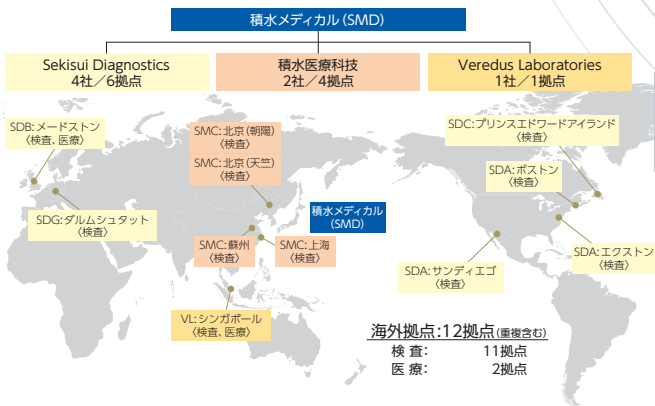 積水メディカル(SMD)
Sekisui Diagnostics
4社／6拠点
積水医療科技
2社／4拠点
Veredus Laboratories
1社／1拠点
SDB:メードストン
〈検査、医療〉
SMC:北京(朝陽)
〈検査〉
SMC:北京(天竺)
〈検査〉
SDC:プリンスエドワードアイランド
〈検査〉
SDA:ボストン
〈検査〉
SDG:ダルムシュタット
〈検査〉
積水メディカル
(SMD)
SMC:蘇州
〈検査〉
SMC:上海
〈検査〉
SDA:エクストン
〈検査〉
SDA:サンディエゴ
〈検査〉
VL:シンガポール
〈検査、医療〉
海外拠点:12拠点(重複含む)
検 査: 11拠点
医 療: 2拠点